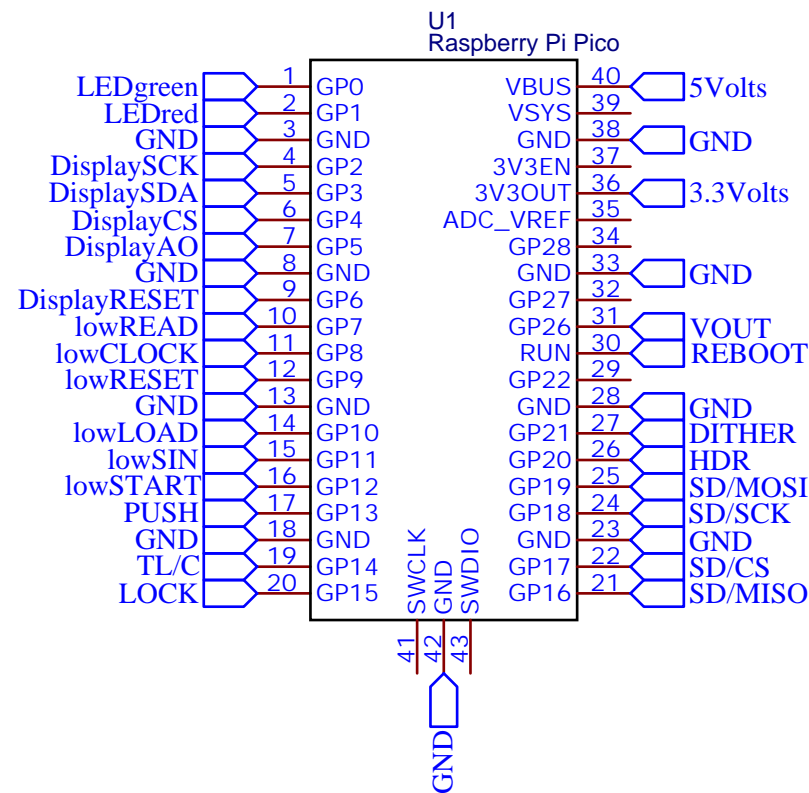 U1
Raspberry Pi Pico
LEDgreen 1 GP0 VBUS 40 5Volts
LEDred 2 GP1 VSYS 39
GND 3 GND GND 38 GND
DisplaySCK 4 GP2 3V3EN 37
DisplaySDA 5 GP3 3V3OUT 36 3.3Volts
DisplayCS 6 GP4 ADC_VREF 35
DisplayAO 7 GP5 GP28 34
GND 8 GND GND 33 GND
DisplayRESET 9 GP6 GP27 32
lowREAD 10 GP7 GP26 31 VOUT
lowCLOCK 11 GP8 RUN 30 REBOOT
lowRESET 12 GP9 GP22 29
GND 13 GND GND 28 GND
lowLOAD 14 GP10 GP21 27 DITHER
lowSIN 15 GP11 GP20 26 HDR
lowSTART 16 GP12 GP19 25 SD/MOSI
PUSH 17 GP13 GP18 24 SD/SCK
GND 18 GND GND 23 GND
TL/C 19 GP14 GP17 22 SD/CS
LOCK 20 GP15 GP16 21 SD/MISO
SWCLK GND SWDIO
41 42 43
GND